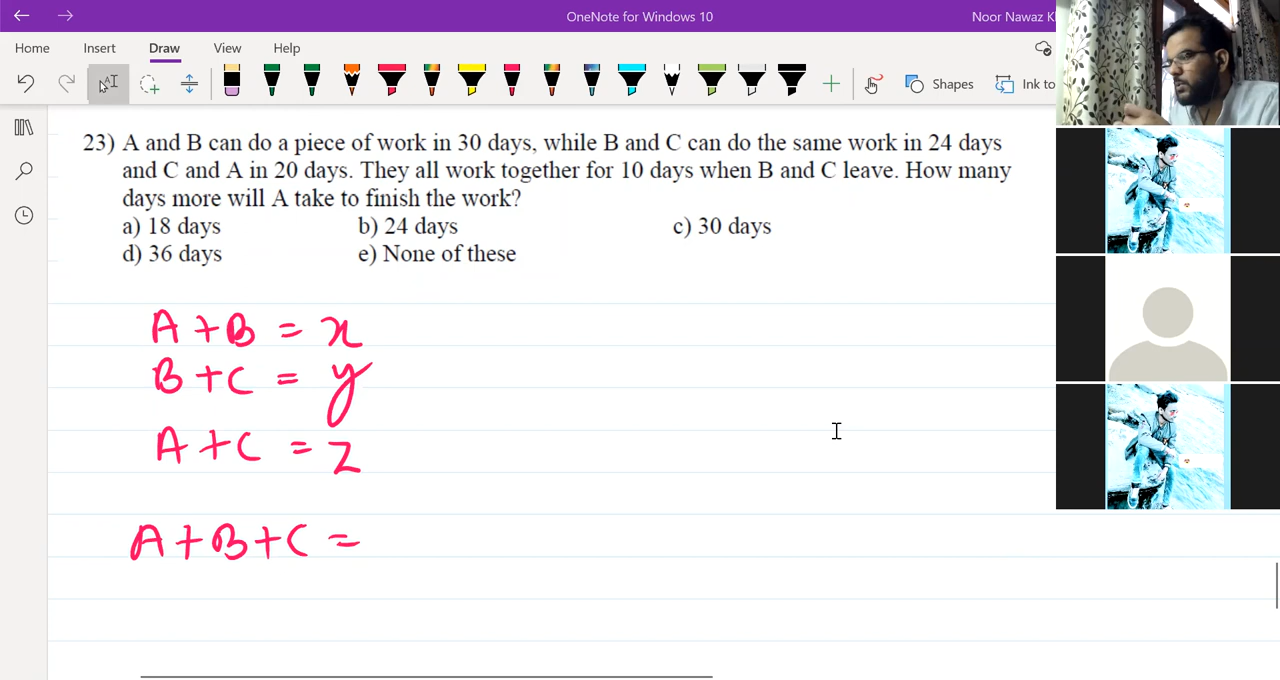 OneNote for Windows 10
Noor Nawaz Kh
Home Insert Draw View Help
Shapes
Ink to
23) A and B can do a piece of work in 30 days, while B and C can do the same work in 24 days
and C and A in 20 days. They all work together for 10 days when B and C leave. How many
days more will A take to finish the work?
a) 18 days b) 24 days c) 30 days
d) 36 days e) None of these
A + B = x
B + C = y
A + C = z
A + B + C =